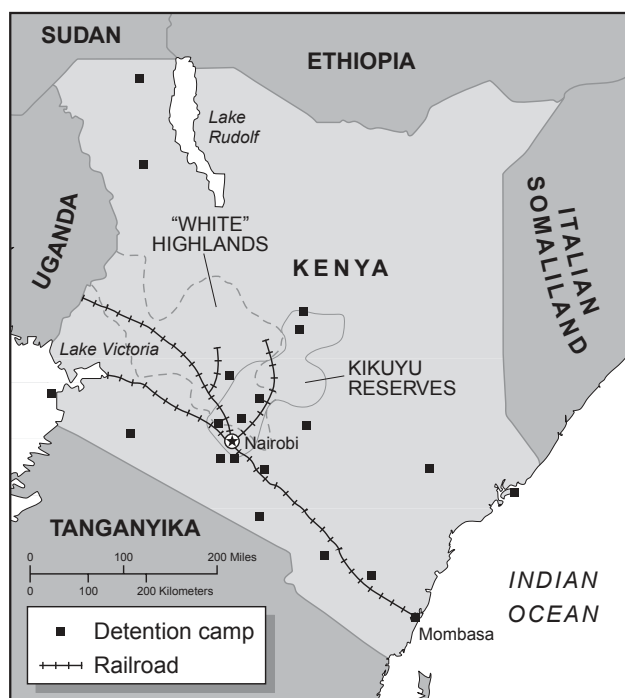 SUDAN
ETHIOPIA
Lake
Rudolf
UGANDA
"WHITE"
HIGHLANDS
KENYA
ITALIAN
SOMALILAND
Lake Victoria
KIKUYU
RESERVES
Nairobi
TANGANYIKA
0 100 200 Miles
0 100 200 Kilometers
INDIAN
OCEAN
Mombasa
Detention camp
Railroad